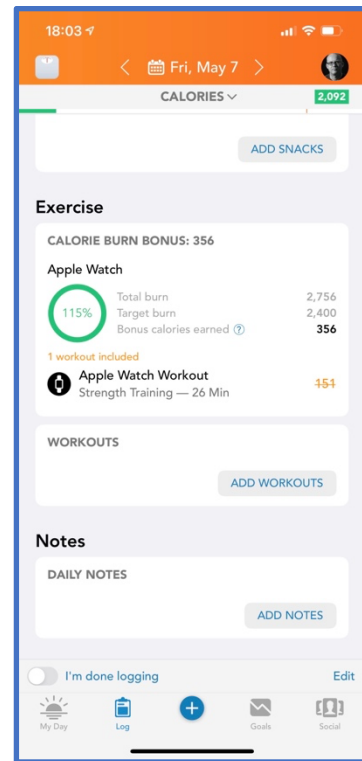 18:03
Fri, May 7
CALORIES
2,092
ADD SNACKS
Exercise
CALORIE BURN BONUS: 356
Apple Watch
115%
Total burn 2,756
Target burn 2,400
Bonus calories earned ? 356
1 workout included
Apple Watch Workout
Strength Training — 26 Min
151
WORKOUTS
ADD WORKOUTS
Notes
DAILY NOTES
ADD NOTES
I'm done logging
Edit
My Day Log Goals Social